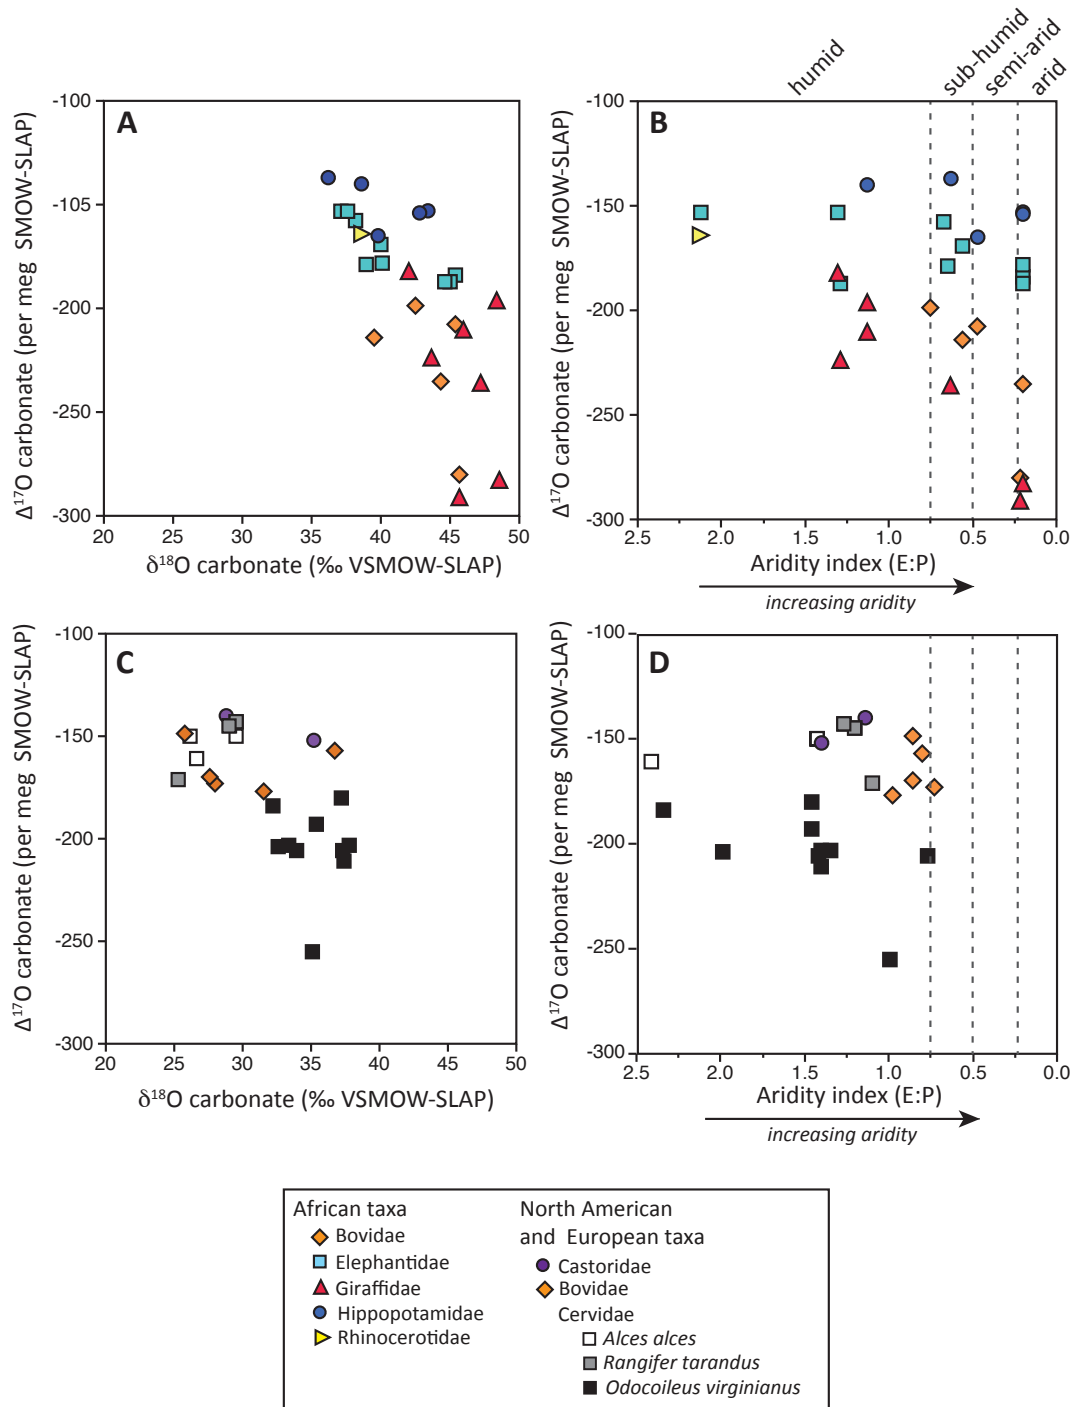 humid
sub-humid
semi-arid
arid
A
-100
-105
-200
-250
-300
Δ¹⁷O carbonate (per meg SMOW-SLAP)
20 25 30 35 40 45 50
δ¹⁸O carbonate (‰ VSMOW-SLAP)
B
-100
-150
-200
-250
-300
Δ¹⁷O carbonate (per meg SMOW-SLAP)
2.5 2.0 1.5 1.0 0.5 0.0
Aridity index (E:P)
increasing aridity
C
-100
-150
-200
-250
-300
Δ¹⁷O carbonate (per meg SMOW-SLAP)
20 25 30 35 40 45 50
δ¹⁸O carbonate (‰ VSMOW-SLAP)
D
-100
-150
-200
-250
-300
Δ¹⁷O carbonate (per meg SMOW-SLAP)
2.5 2.0 1.5 1.0 0.5 0.0
Aridity index (E:P)
increasing aridity
African taxa
Bovidae
Elephantidae
Giraffidae
Hippopotamidae
Rhinocerotidae
North American
and European taxa
Castoridae
Bovidae
Cervidae
Alces alces
Rangifer tarandus
Odocoileus virginianus